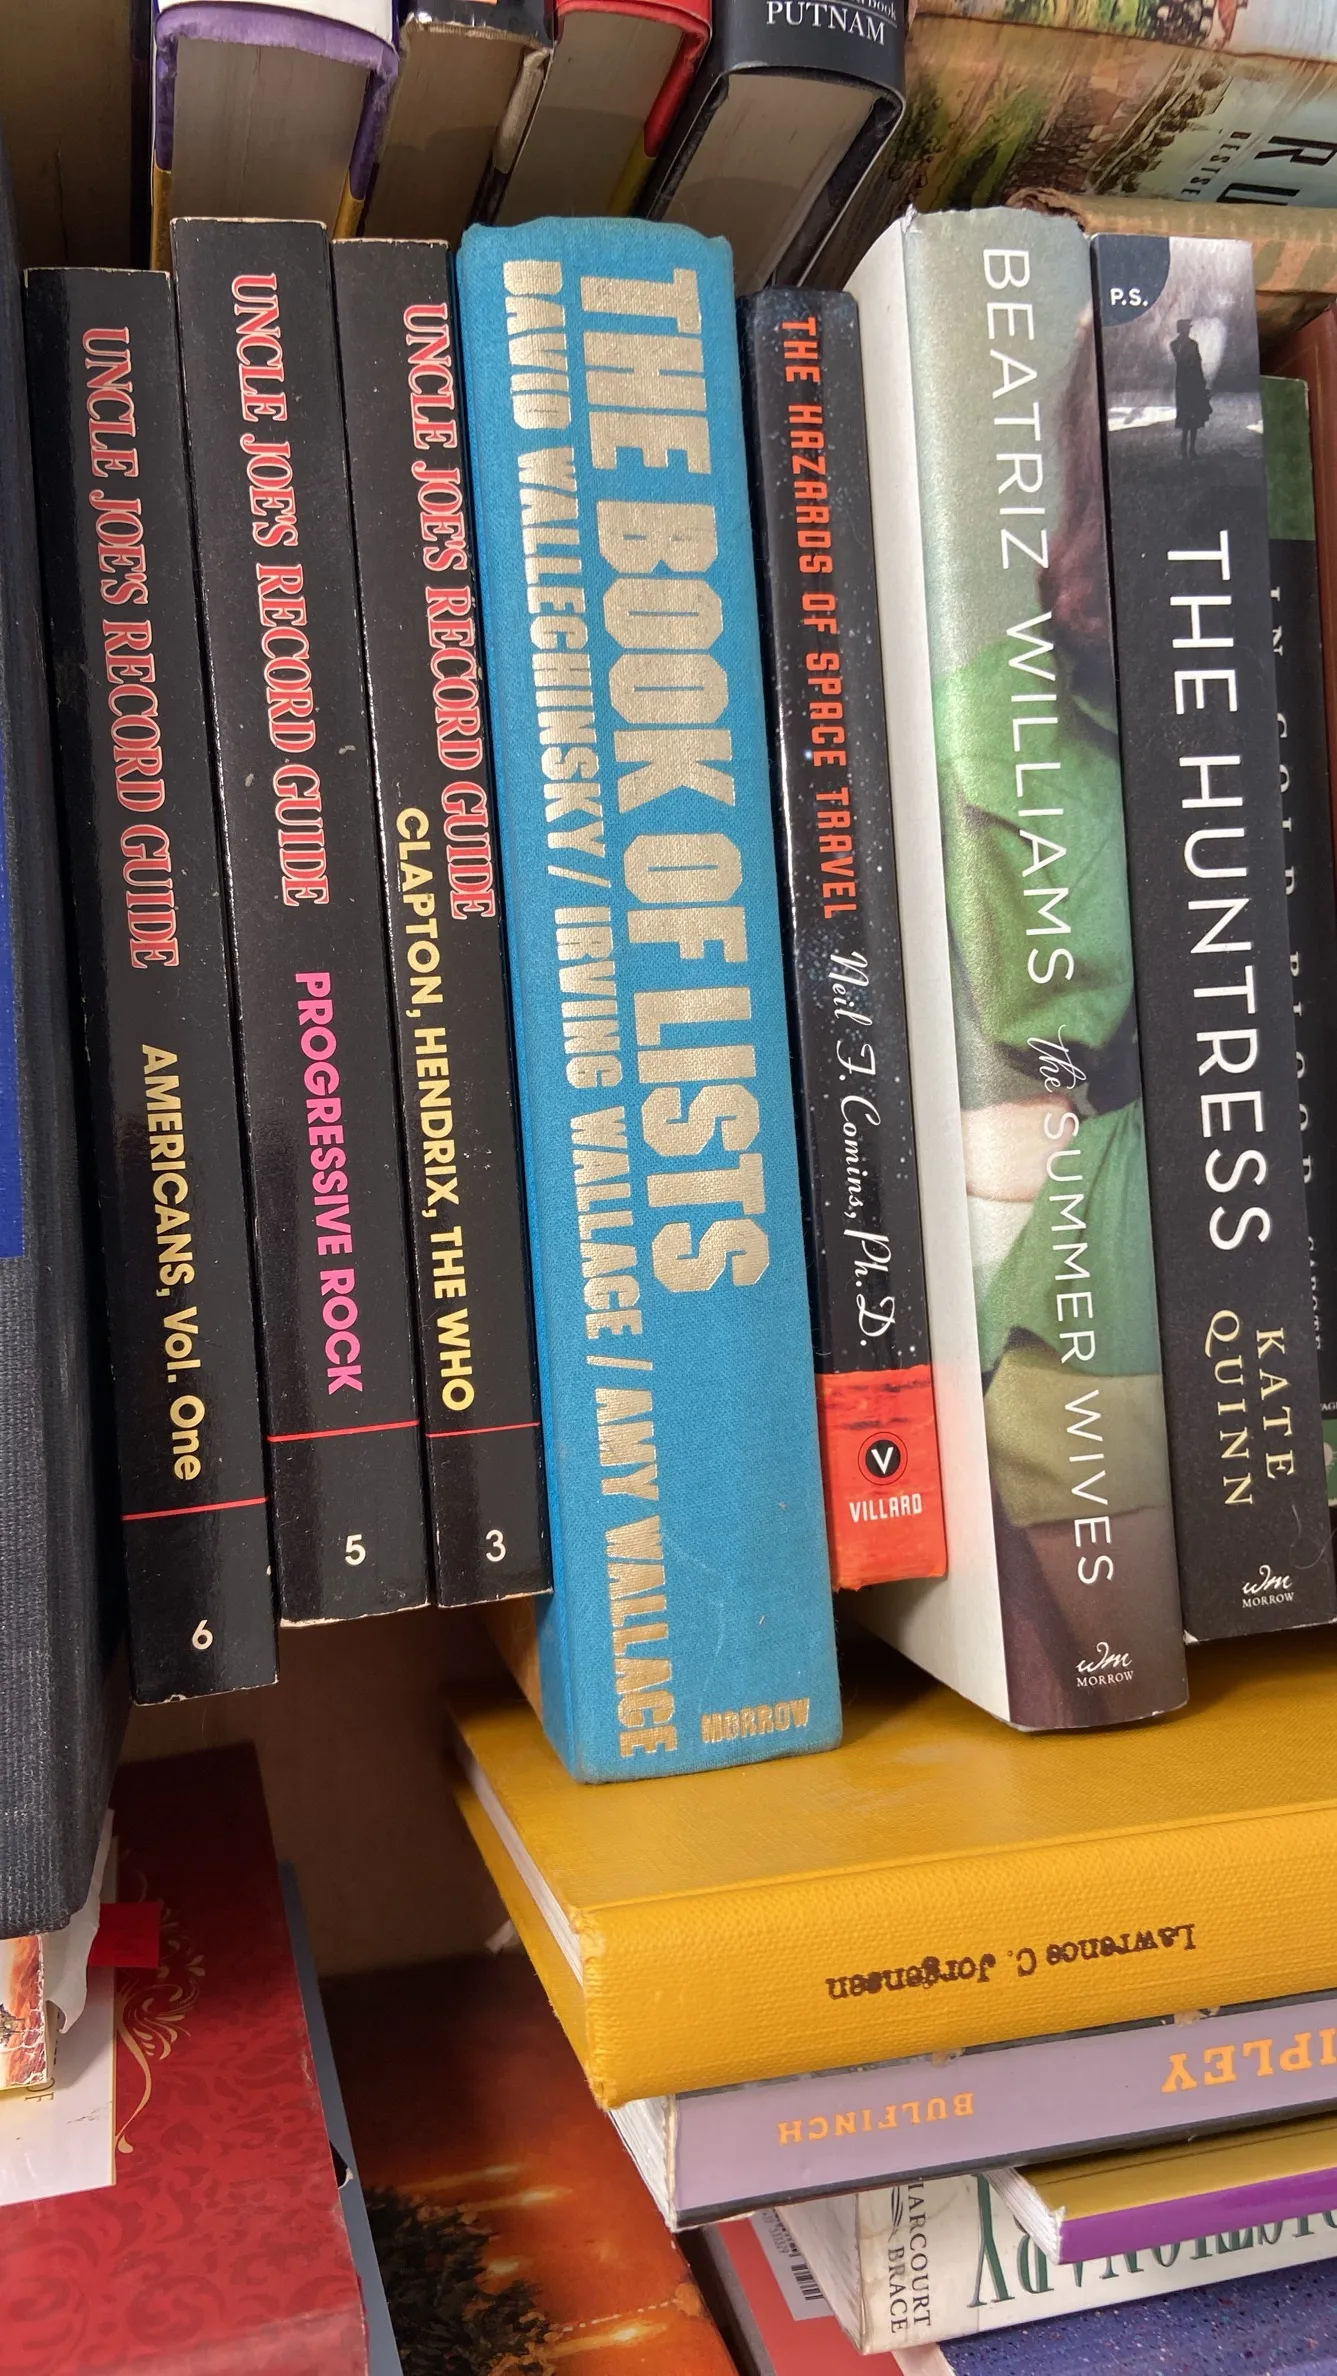 PUTNAM
UNCLE JOE'S RECORD GUIDE AMERICANS, Vol. One
6
UNCLE JOE'S RECORD GUIDE PROGRESSIVE ROCK
5
UNCLE JOE'S RECORD GUIDE
CLAPTON, HENDRIX, THE WHO
3
THE BOOK OF LISTS
DAVID WALLECHINSKY / IRVING WALLACE / AMY WALLACE
MORROW
THE HAZARDS OF SPACE TRAVEL Neil F. Comins, Ph.D.
V
VILLARD
BEATRIZ WILLIAMS the SUMMER WIVES
wm
MORROW
P.S.
THE HUNTRESS
KATE
QUINN
wm
MORROW
IN COLD BLOOD
Lawrence C. Jorgensen
BULFINCH
HARCOURT
BRACE